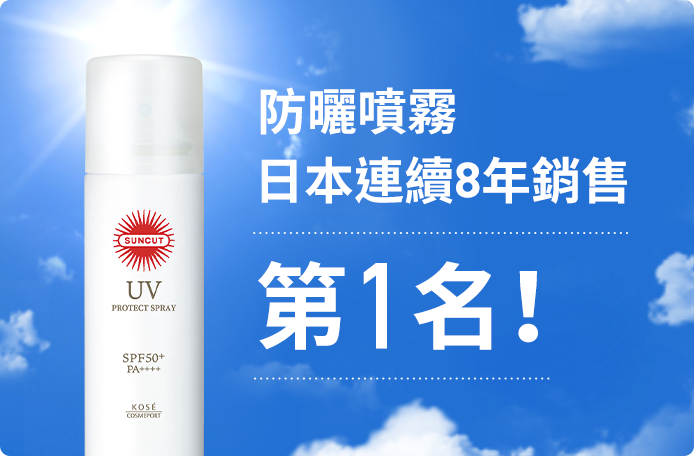 防曬噴霧
日本連續8年銷售
第1名!
SUNCUT
UV
PROTECT SPRAY
SPF50+
PA++++
KOSÉ
COSMEPORT